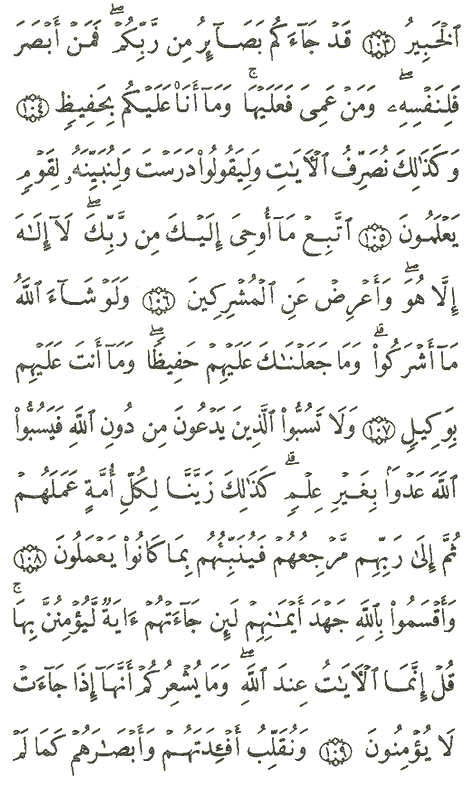 ٱلْخَبِيرُ ١٠٣ قَدْ جَآءَكُم بَصَآئِرُ مِن رَّبِّكُمْ ۖ فَمَنْ أَبْصَرَ
فَلِنَفْسِهِۦ ۖ وَمَنْ عَمِىَ فَعَلَيْهَا ۚ وَمَآ أَنَا۠ عَلَيْكُم بِحَفِيظٍ ١٠٤
وَكَذَٰلِكَ نُصَرِّفُ ٱلْأَيَٰتِ وَلِيَقُولُوا۟ دَرَسْتَ وَلِنُبَيِّنَهُۥ لِقَوْمٍ
يَعْلَمُونَ ١٠٥ ٱتَّبِعْ مَآ أُوحِىَ إِلَيْكَ مِن رَّبِّكَ ۖ لَآ إِلَٰهَ
إِلَّا هُوَ ۖ وَأَعْرِضْ عَنِ ٱلْمُشْرِكِينَ ١٠٦ وَلَوْ شَآءَ ٱللَّهُ
مَآ أَشْرَكُوا۟ ۗ وَمَا جَعَلْنَٰكَ عَلَيْهِمْ حَفِيظًا ۖ وَمَآ أَنتَ عَلَيْهِم
بِوَكِيلٍ ١٠٧ وَلَا تَسُبُّوا۟ ٱلَّذِينَ يَدْعُونَ مِن دُونِ ٱللَّهِ فَيَسُبُّوا۟
ٱللَّهَ عَدْوًۢا بِغَيْرِ عِلْمٍ ۗ كَذَٰلِكَ زَيَّنَّا لِكُلِّ أُمَّةٍ عَمَلَهُمْ
ثُمَّ إِلَىٰ رَبِّهِم مَّرْجِعُهُمْ فَيُنَبِّئُهُم بِمَا كَانُوا۟ يَعْمَلُونَ ١٠٨
وَأَقْسَمُوا۟ بِٱللَّهِ جَهْدَ أَيْمَٰنِهِمْ لَئِن جَآءَتْهُمْ ءَايَةٌ لَّيُؤْمِنُنَّ بِهَا ۚ
قُلْ إِنَّمَا ٱلْأَيَٰتُ عِندَ ٱللَّهِ ۖ وَمَا يُشْعِرُكُمْ أَنَّهَآ إِذَا جَآءَتْ
لَا يُؤْمِنُونَ ١٠٩ وَنُقَلِّبُ أَفْـِٔدَتَهُمْ وَأَبْصَٰرَهُمْ كَمَا لَمْ